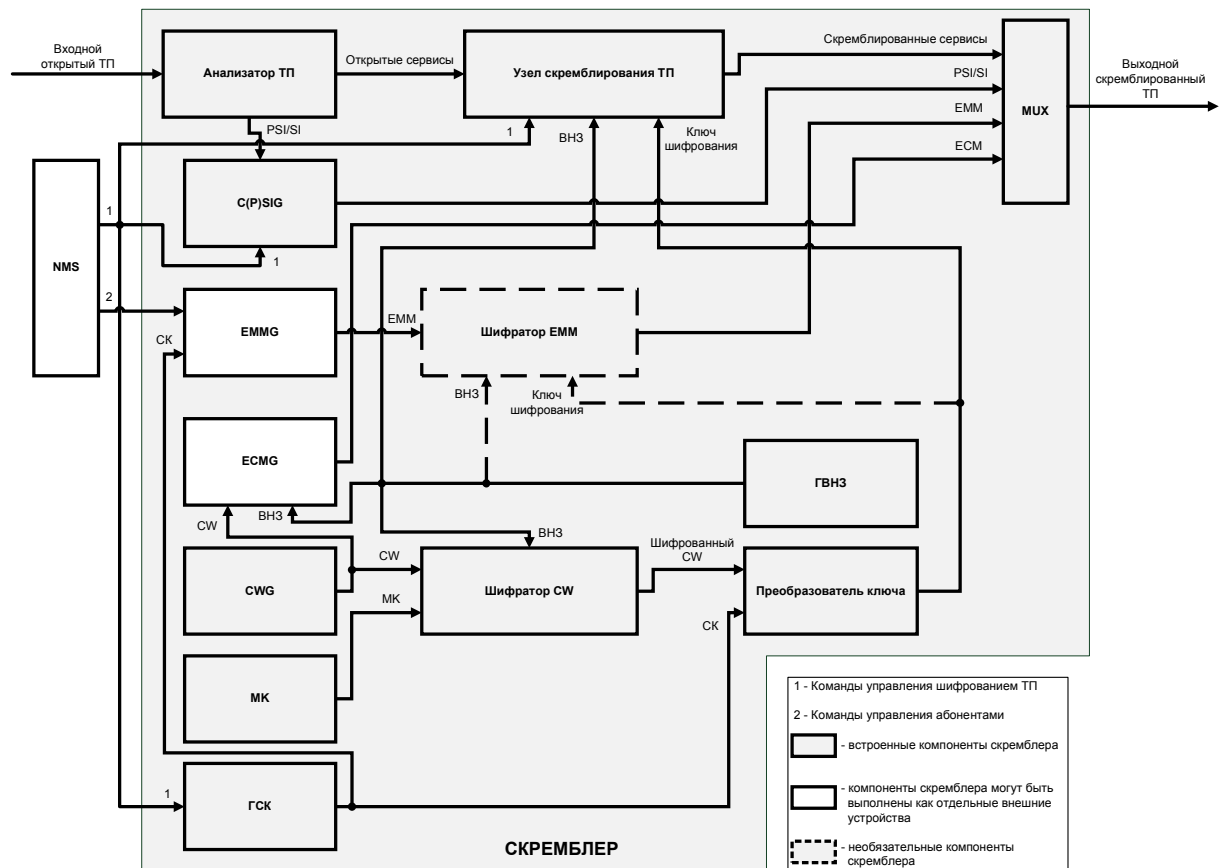 Входной
открытый ТП
Анализатор ТП
Открытые сервисы
Узел скремблирования ТП
Скремблированные сервисы
PSI/SI
EMM
ECM
MUX
Выходной
скремблированный
ТП
PSI/SI
1
ВНЗ
Ключ
шифрования
NMS
1
2
C(P)SIG
1
EMMG
СК
EMM
Шифратор EMM
ВНЗ
Ключ
шифрования
ECMG
CW
ВНЗ
ГВНЗ
CWG
CW
МК
ВНЗ
Шифратор CW
Шифрованный
CW
СК
Преобразователь ключа
МК
1
ГСК
СКРЕМБЛЕР
1 - Команды управления шифрованием ТП
2 - Команды управления абонентами
- встроенные компоненты скремблера
- компоненты скремблера могут быть
выполнены как отдельные внешние
устройства
- необязательные компоненты
скремблера